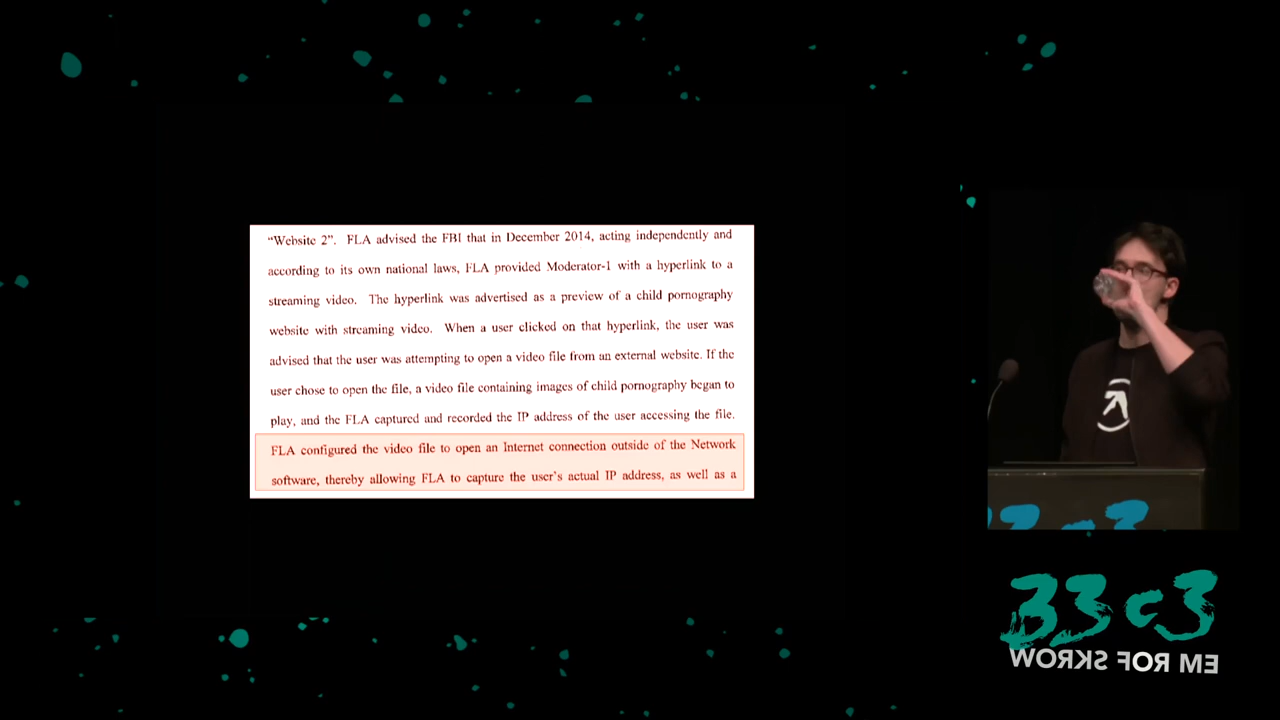 “Website 2”. FLA advised the FBI that in December 2014, acting independently and
according to its own national laws, FLA provided Moderator-1 with a hyperlink to a
streaming video. The hyperlink was advertised as a preview of a child pornography
website with streaming video. When a user clicked on that hyperlink, the user was
advised that the user was attempting to open a video file from an external website. If the
user chose to open the file, a video file containing images of child pornography began to
play, and the FLA captured and recorded the IP address of the user accessing the file.
FLA configured the video file to open an Internet connection outside of the Network
software, thereby allowing FLA to capture the user’s actual IP address, as well as a
33c3
WORKS FOR ME